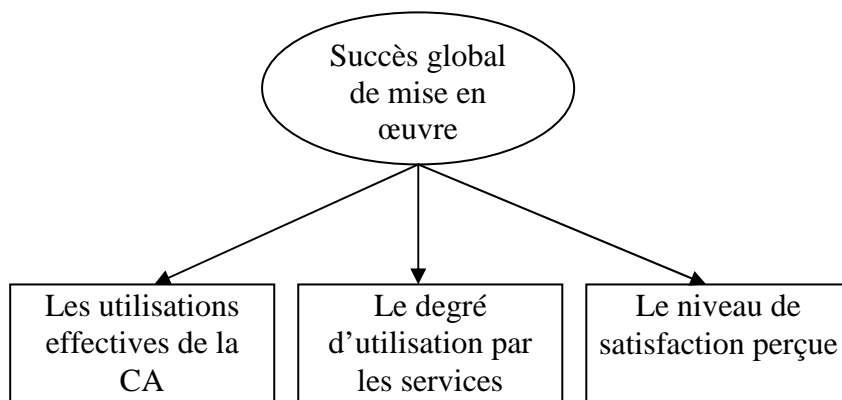 Succès global
de mise en
œuvre
Les utilisations
effectives de la
CA
Le degré
d’utilisation par
les services
Le niveau de
satisfaction perçue